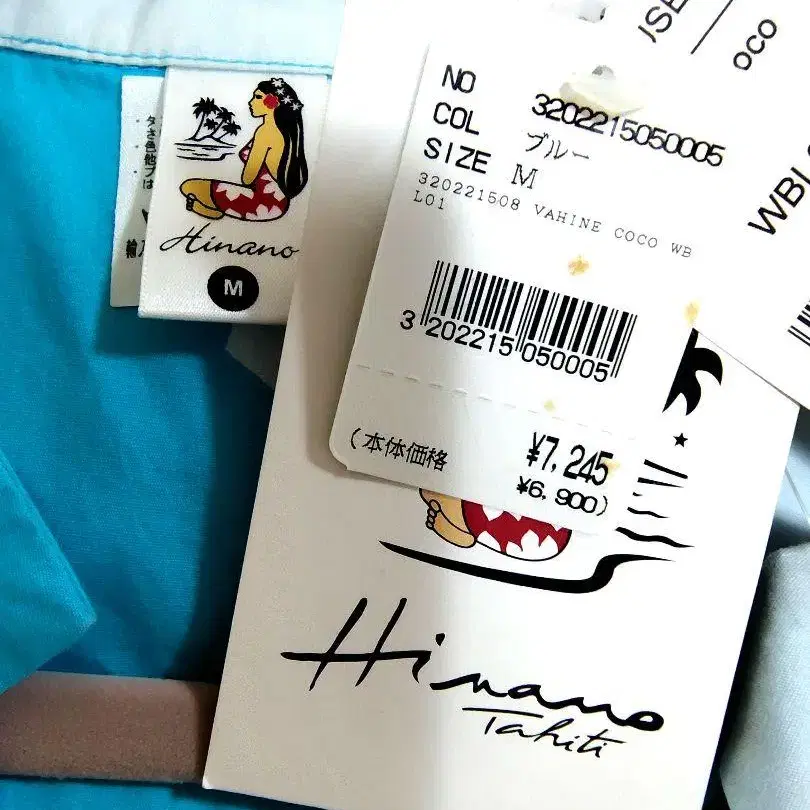 NO 3202215050005
COL ブルー
SIZE M
320221508 VAHINE COCO WB
L01
3 202215 050005
¥7,245
(本体価格 ¥6,900)
Hinano
M
Hinano
Tahiti
OCO